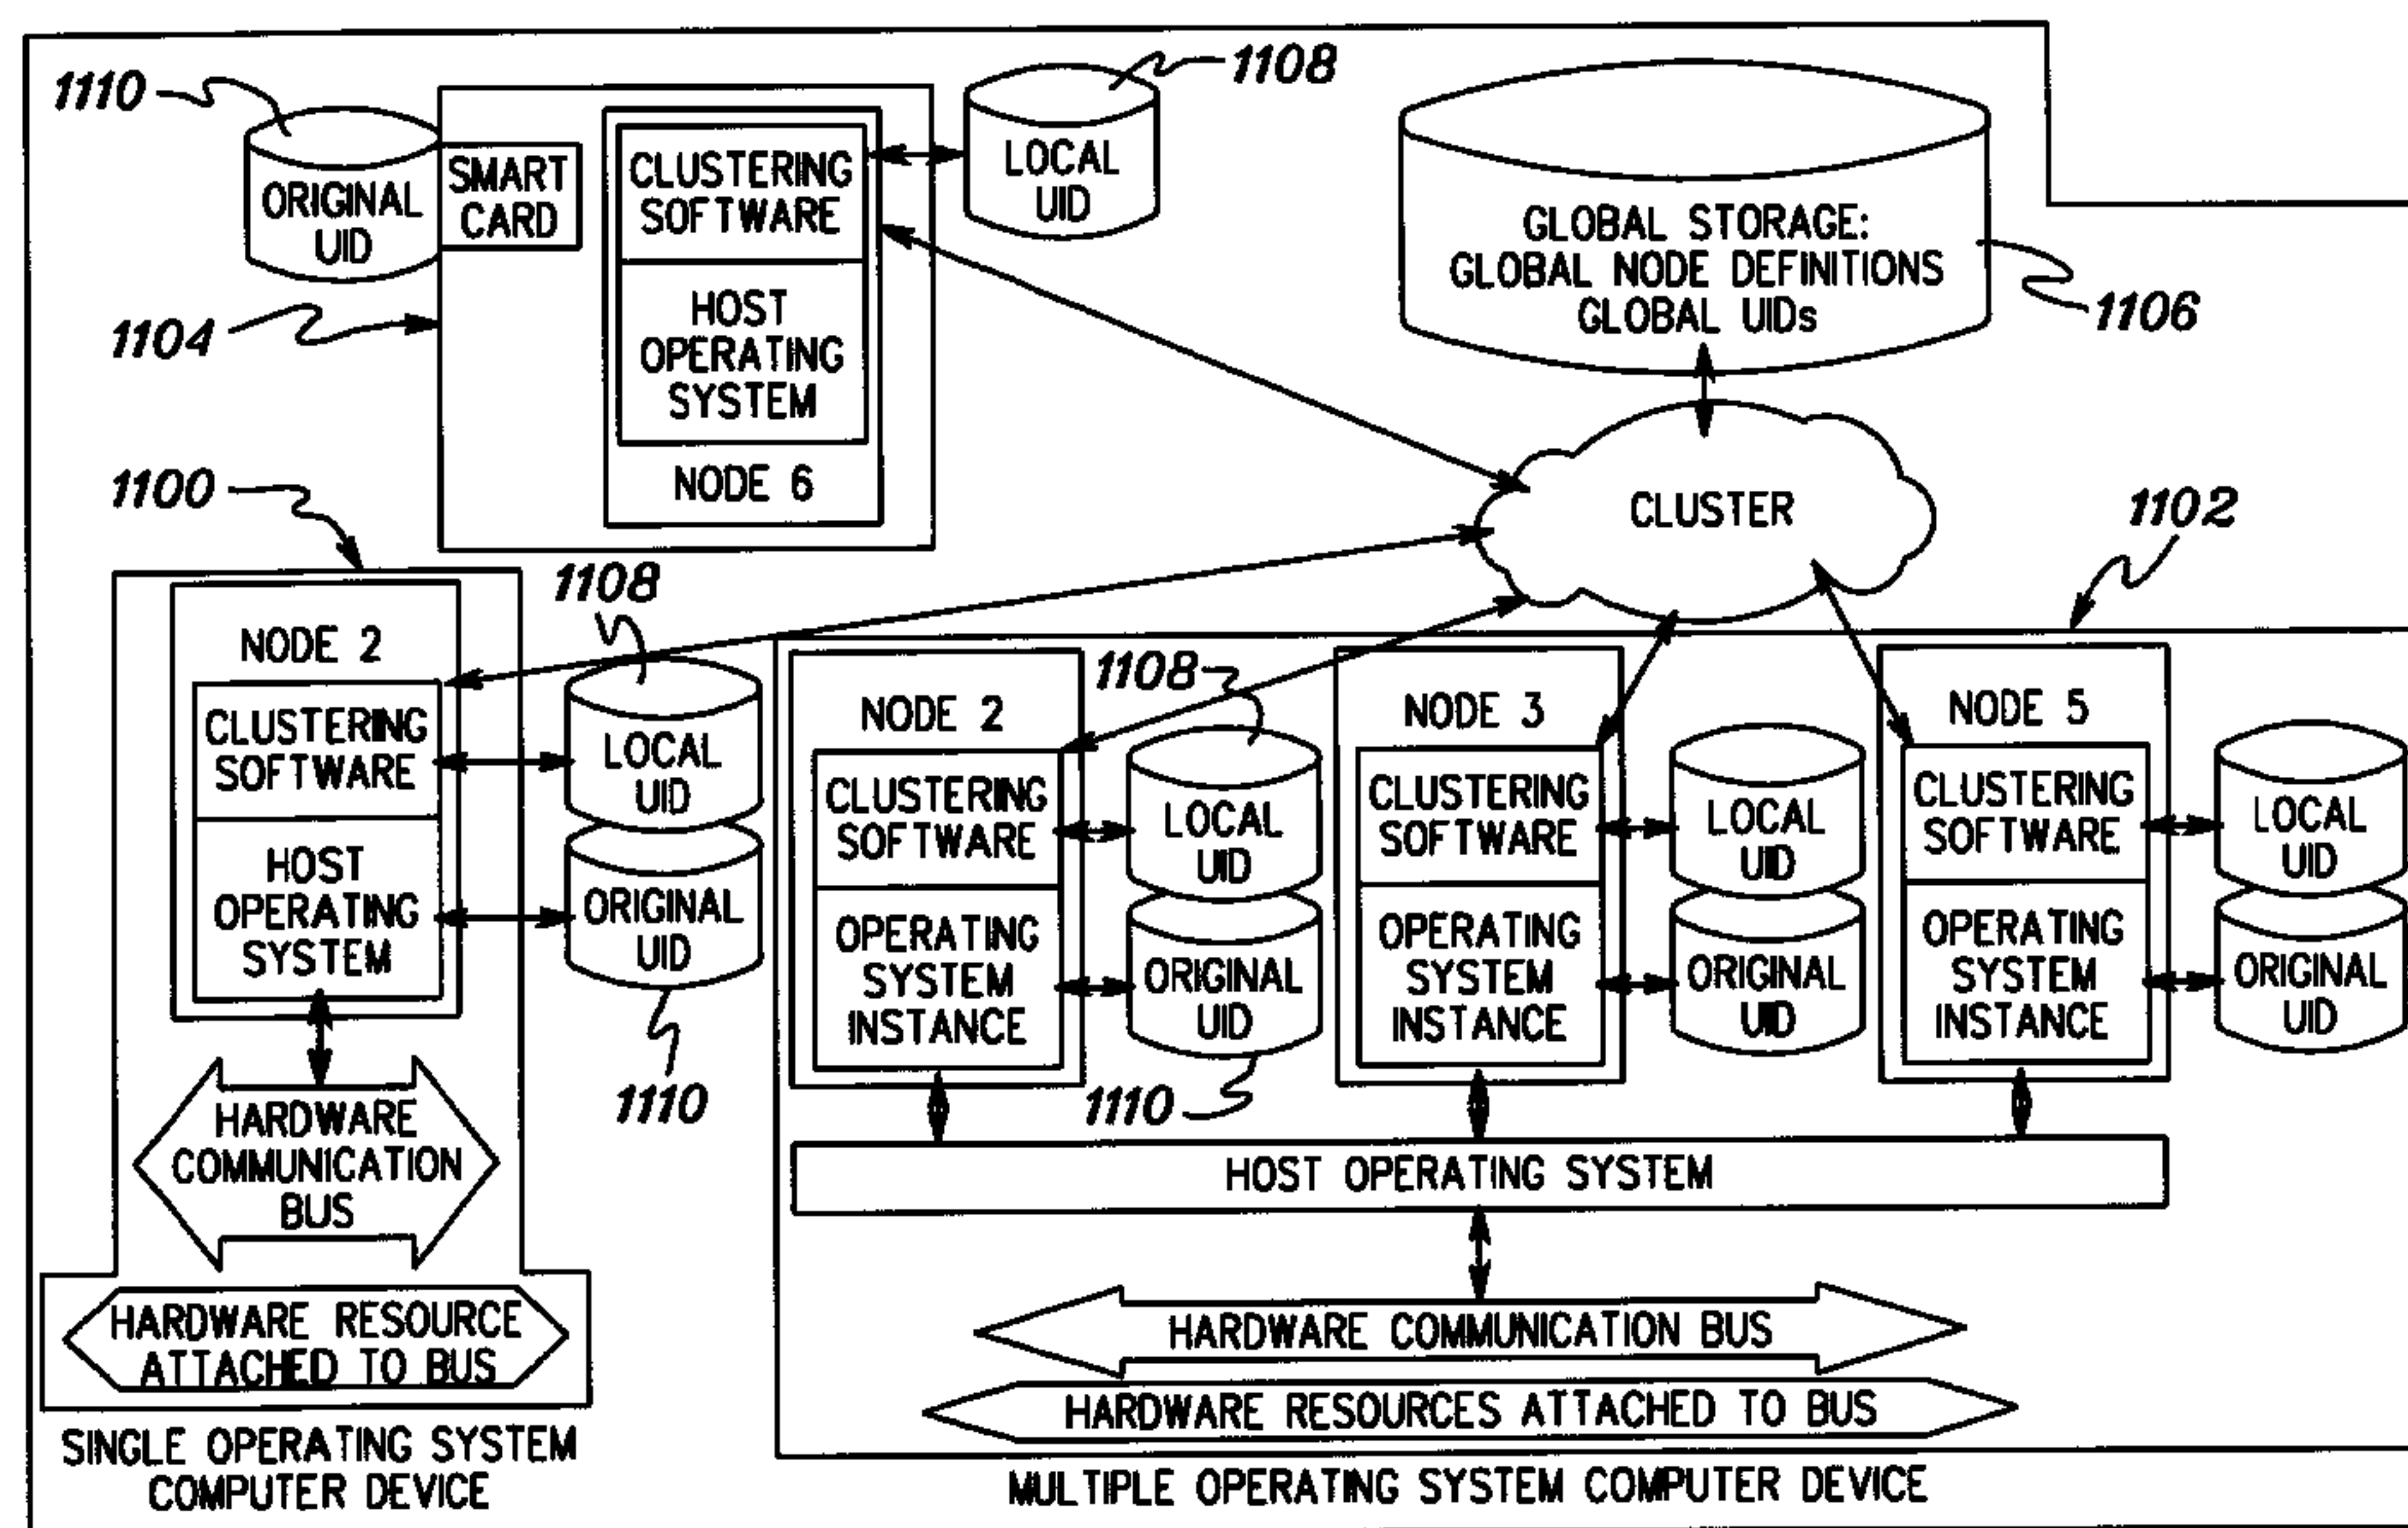 1110
ORIGINAL
UID
SMART
CARD
CLUSTERING
SOFTWARE
HOST
OPERATING
SYSTEM
NODE 6
LOCAL
UID
1108
1104
GLOBAL STORAGE:
GLOBAL NODE DEFINITIONS
GLOBAL UIDs
1106
CLUSTER
1100
NODE 2
CLUSTERING
SOFTWARE
HOST
OPERATING
SYSTEM
1108
LOCAL
UID
ORIGINAL
UID
1110
HARDWARE
COMMUNICATION
BUS
HARDWARE RESOURCE
ATTACHED TO BUS
SINGLE OPERATING SYSTEM
COMPUTER DEVICE
1102
NODE 2
CLUSTERING
SOFTWARE
OPERATING
SYSTEM
INSTANCE
1108
LOCAL
UID
ORIGINAL
UID
1110
NODE 3
CLUSTERING
SOFTWARE
OPERATING
SYSTEM
INSTANCE
LOCAL
UID
ORIGINAL
UID
NODE 5
CLUSTERING
SOFTWARE
OPERATING
SYSTEM
INSTANCE
LOCAL
UID
ORIGINAL
UID
HOST OPERATING SYSTEM
HARDWARE COMMUNICATION BUS
HARDWARE RESOURCES ATTACHED TO BUS
MULTIPLE OPERATING SYSTEM COMPUTER DEVICE